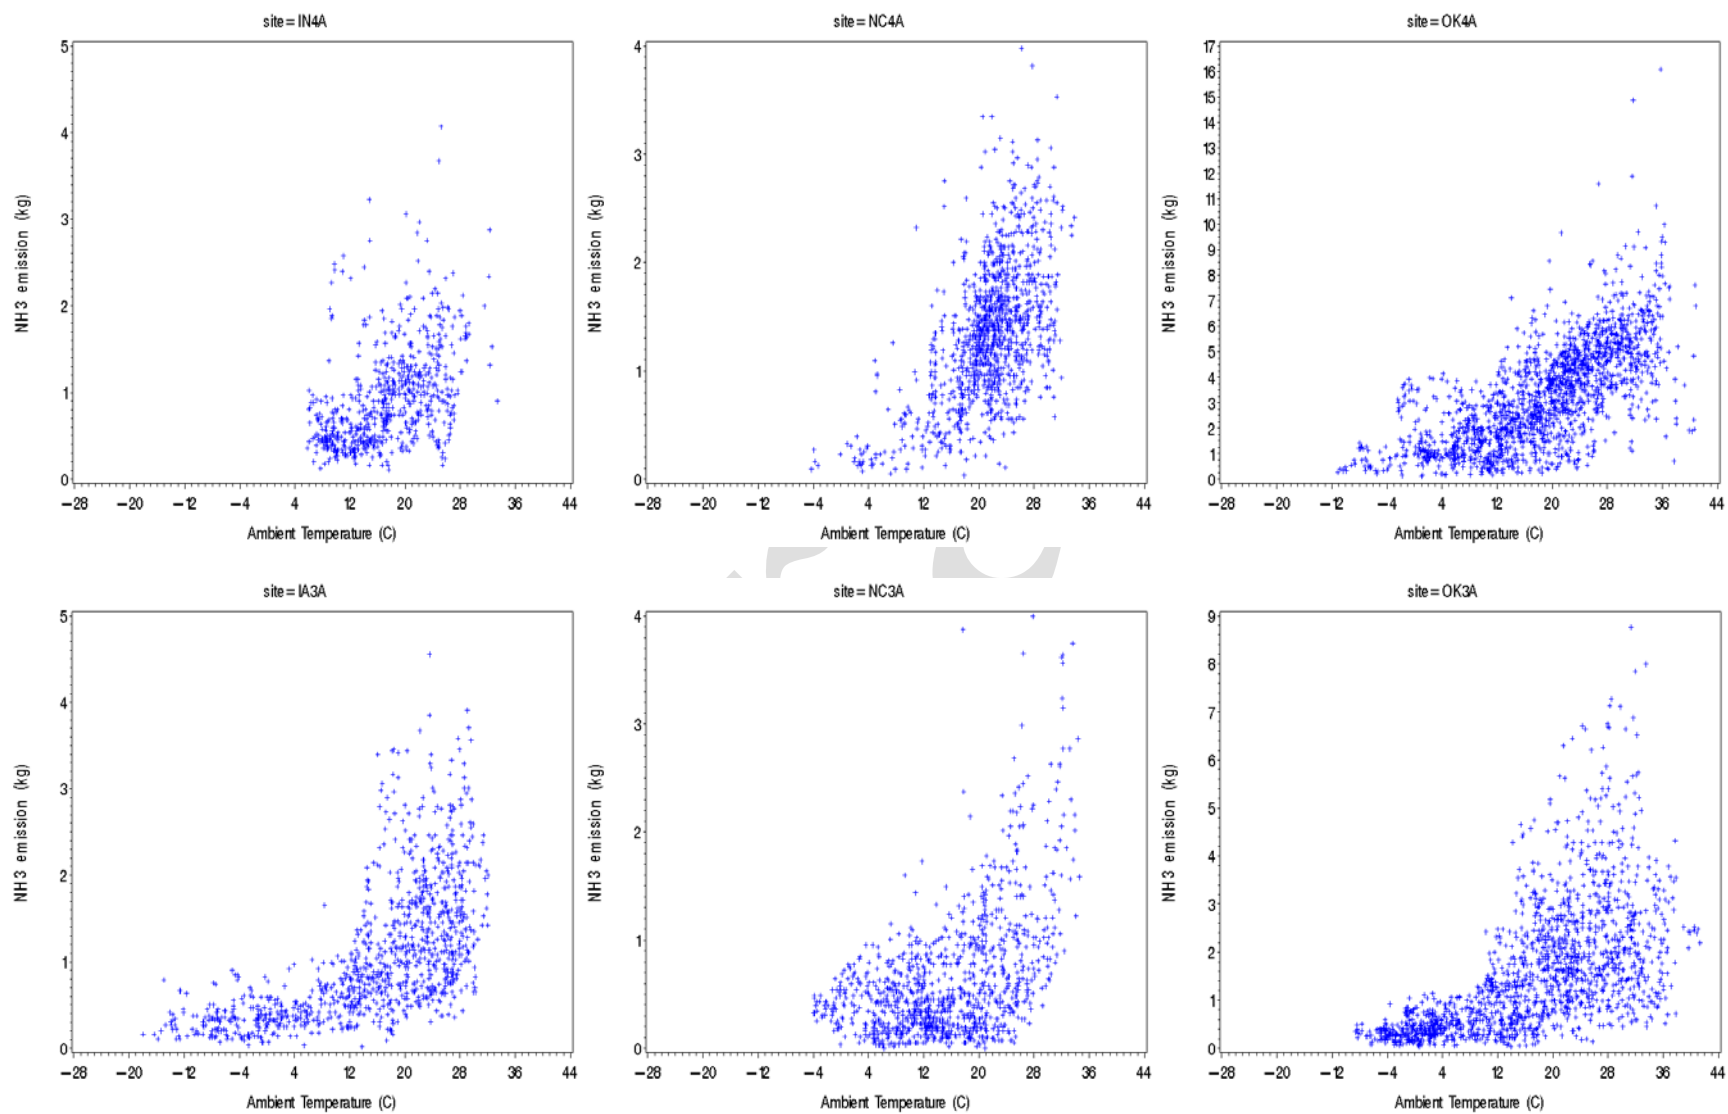 site=IN4A
NH3 emission (kg)
5
4
3
2
1
0
−28 −20 −12 −4 4 12 20 28 36 44
Ambient Temperature (C)
site=NC4A
NH3 emission (kg)
4
3
2
1
0
−28 −20 −12 −4 4 12 20 28 36 44
Ambient Temperature (C)
site=OK4A
NH3 emission (kg)
17
16
15
14
13
12
11
10
9
8
7
6
5
4
3
2
1
0
−28 −20 −12 −4 4 12 20 28 36 44
Ambient Temperature (C)
site=IA3A
NH3 emission (kg)
5
4
3
2
1
0
−28 −20 −12 −4 4 12 20 28 36 44
Ambient Temperature (C)
site=NC3A
NH3 emission (kg)
4
3
2
1
0
−28 −20 −12 −4 4 12 20 28 36 44
Ambient Temperature (C)
site=OK3A
NH3 emission (kg)
9
8
7
6
5
4
3
2
1
0
−28 −20 −12 −4 4 12 20 28 36 44
Ambient Temperature (C)